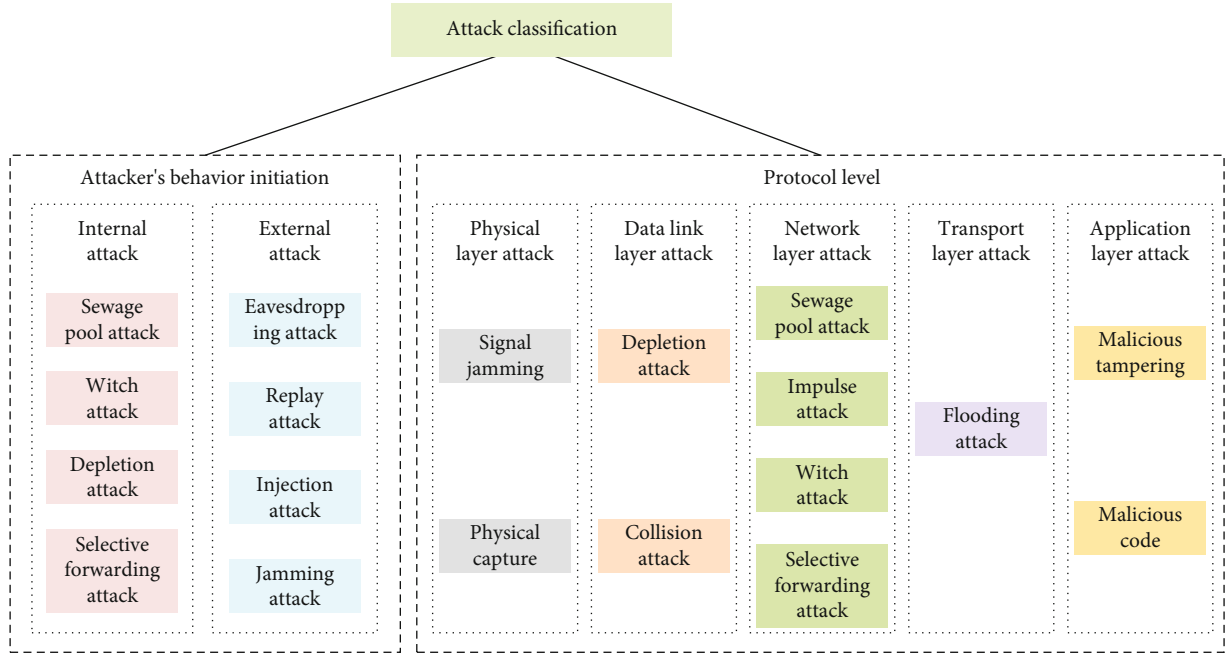 Attack classification
Attacker's behavior initiation
Internal
attack
Sewage
pool attack
Witch
attack
Depletion
attack
Selective
forwarding
attack
External
attack
Eavesdropp
ing attack
Replay
attack
Injection
attack
Jamming
attack
Protocol level
Physical
layer attack
Signal
jamming
Physical
capture
Data link
layer attack
Depletion
attack
Collision
attack
Network
layer attack
Sewage
pool attack
Impulse
attack
Witch
attack
Selective
forwarding
attack
Transport
layer attack
Flooding
attack
Application
layer attack
Malicious
tampering
Malicious
code